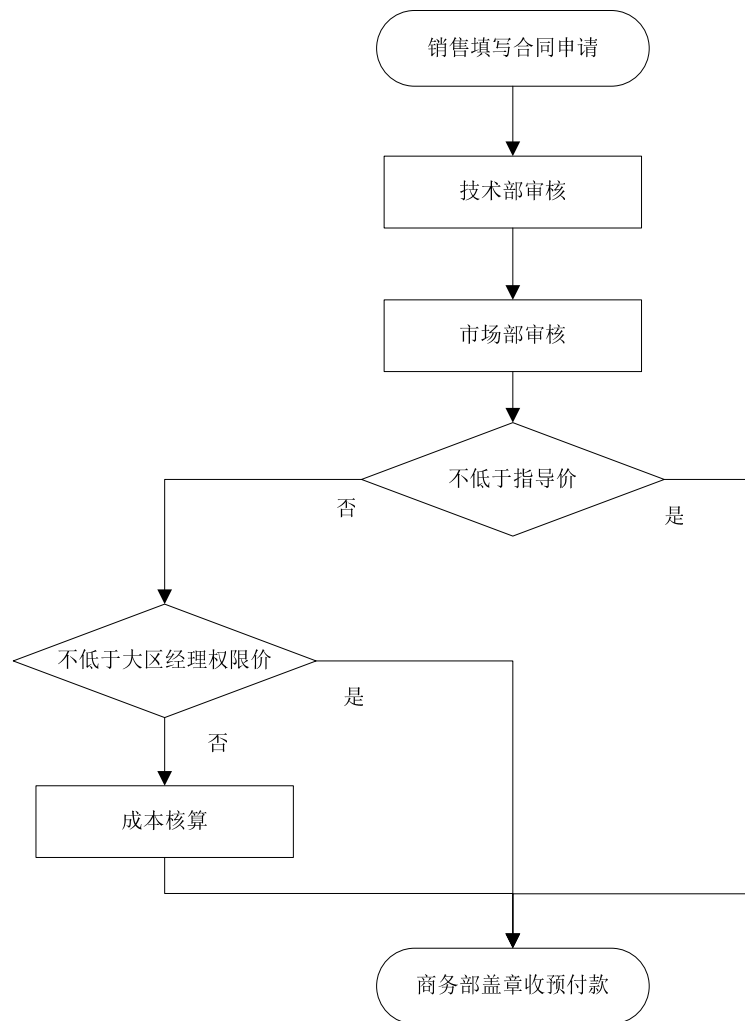 销售填写合同申请
技术部审核
市场部审核
不低于指导价
否
是
不低于大区经理权限价
是
否
成本核算
商务部盖章收预付款